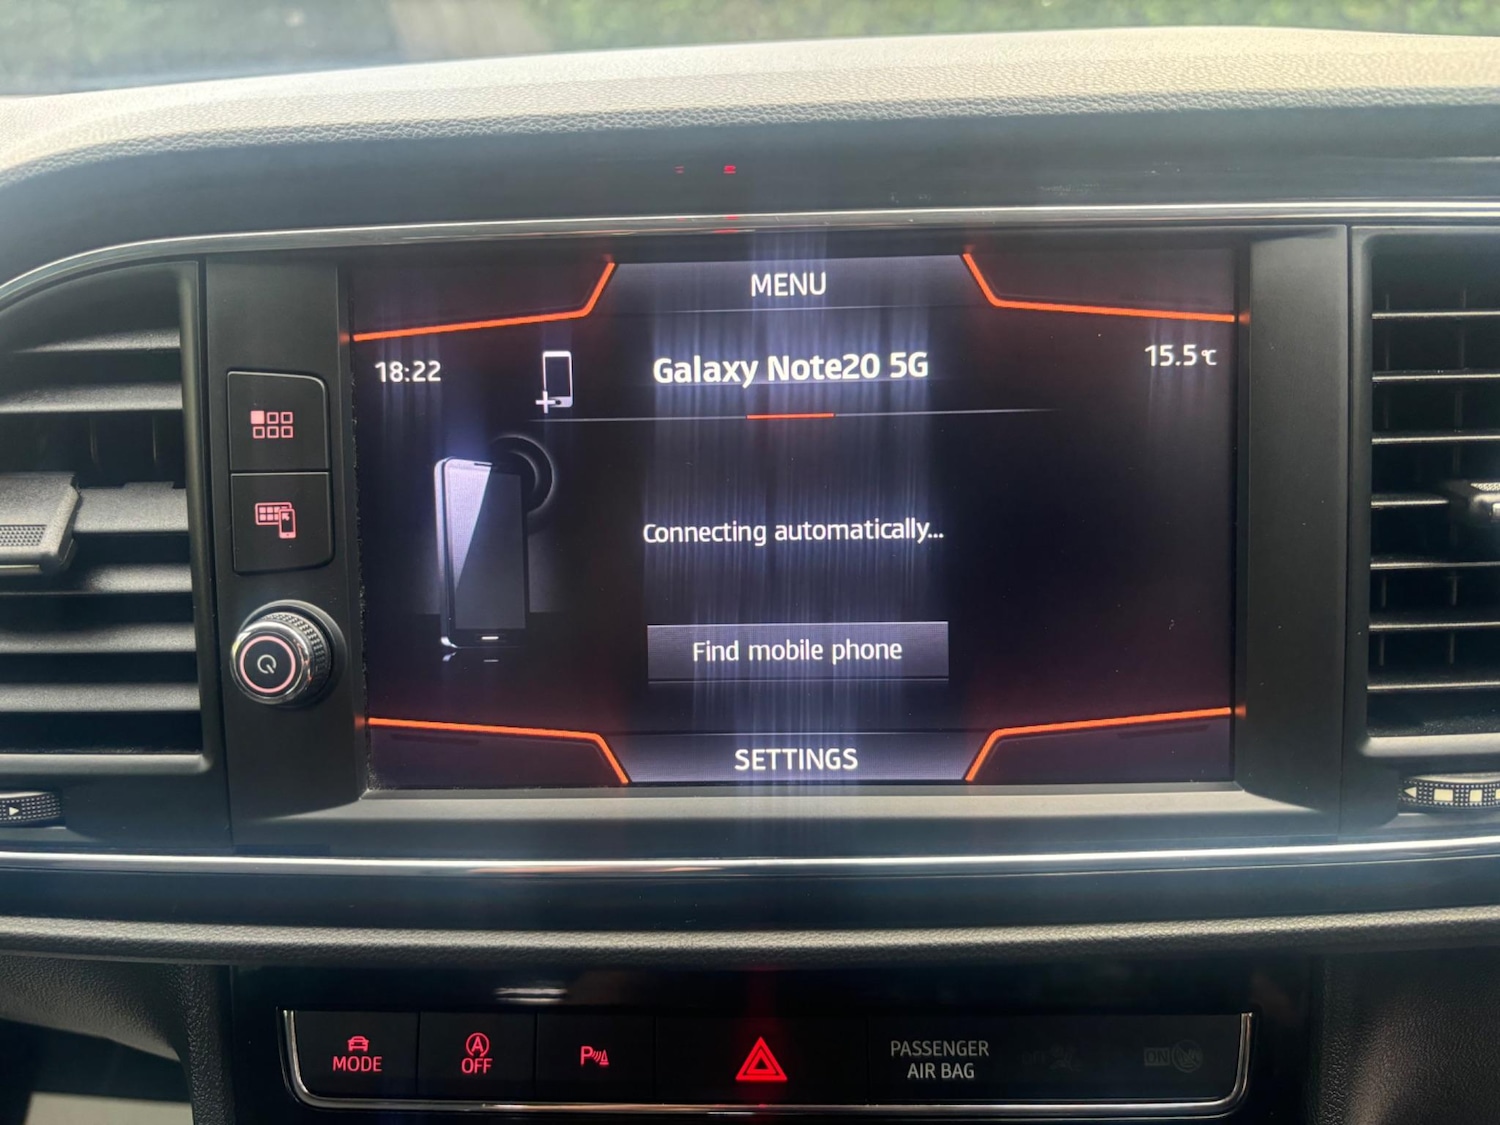 MENU
18:22
Galaxy Note20 5G
15.5°C
Connecting automatically...
Find mobile phone
SETTINGS
MODE
A
OFF
P
PASSENGER
AIR BAG